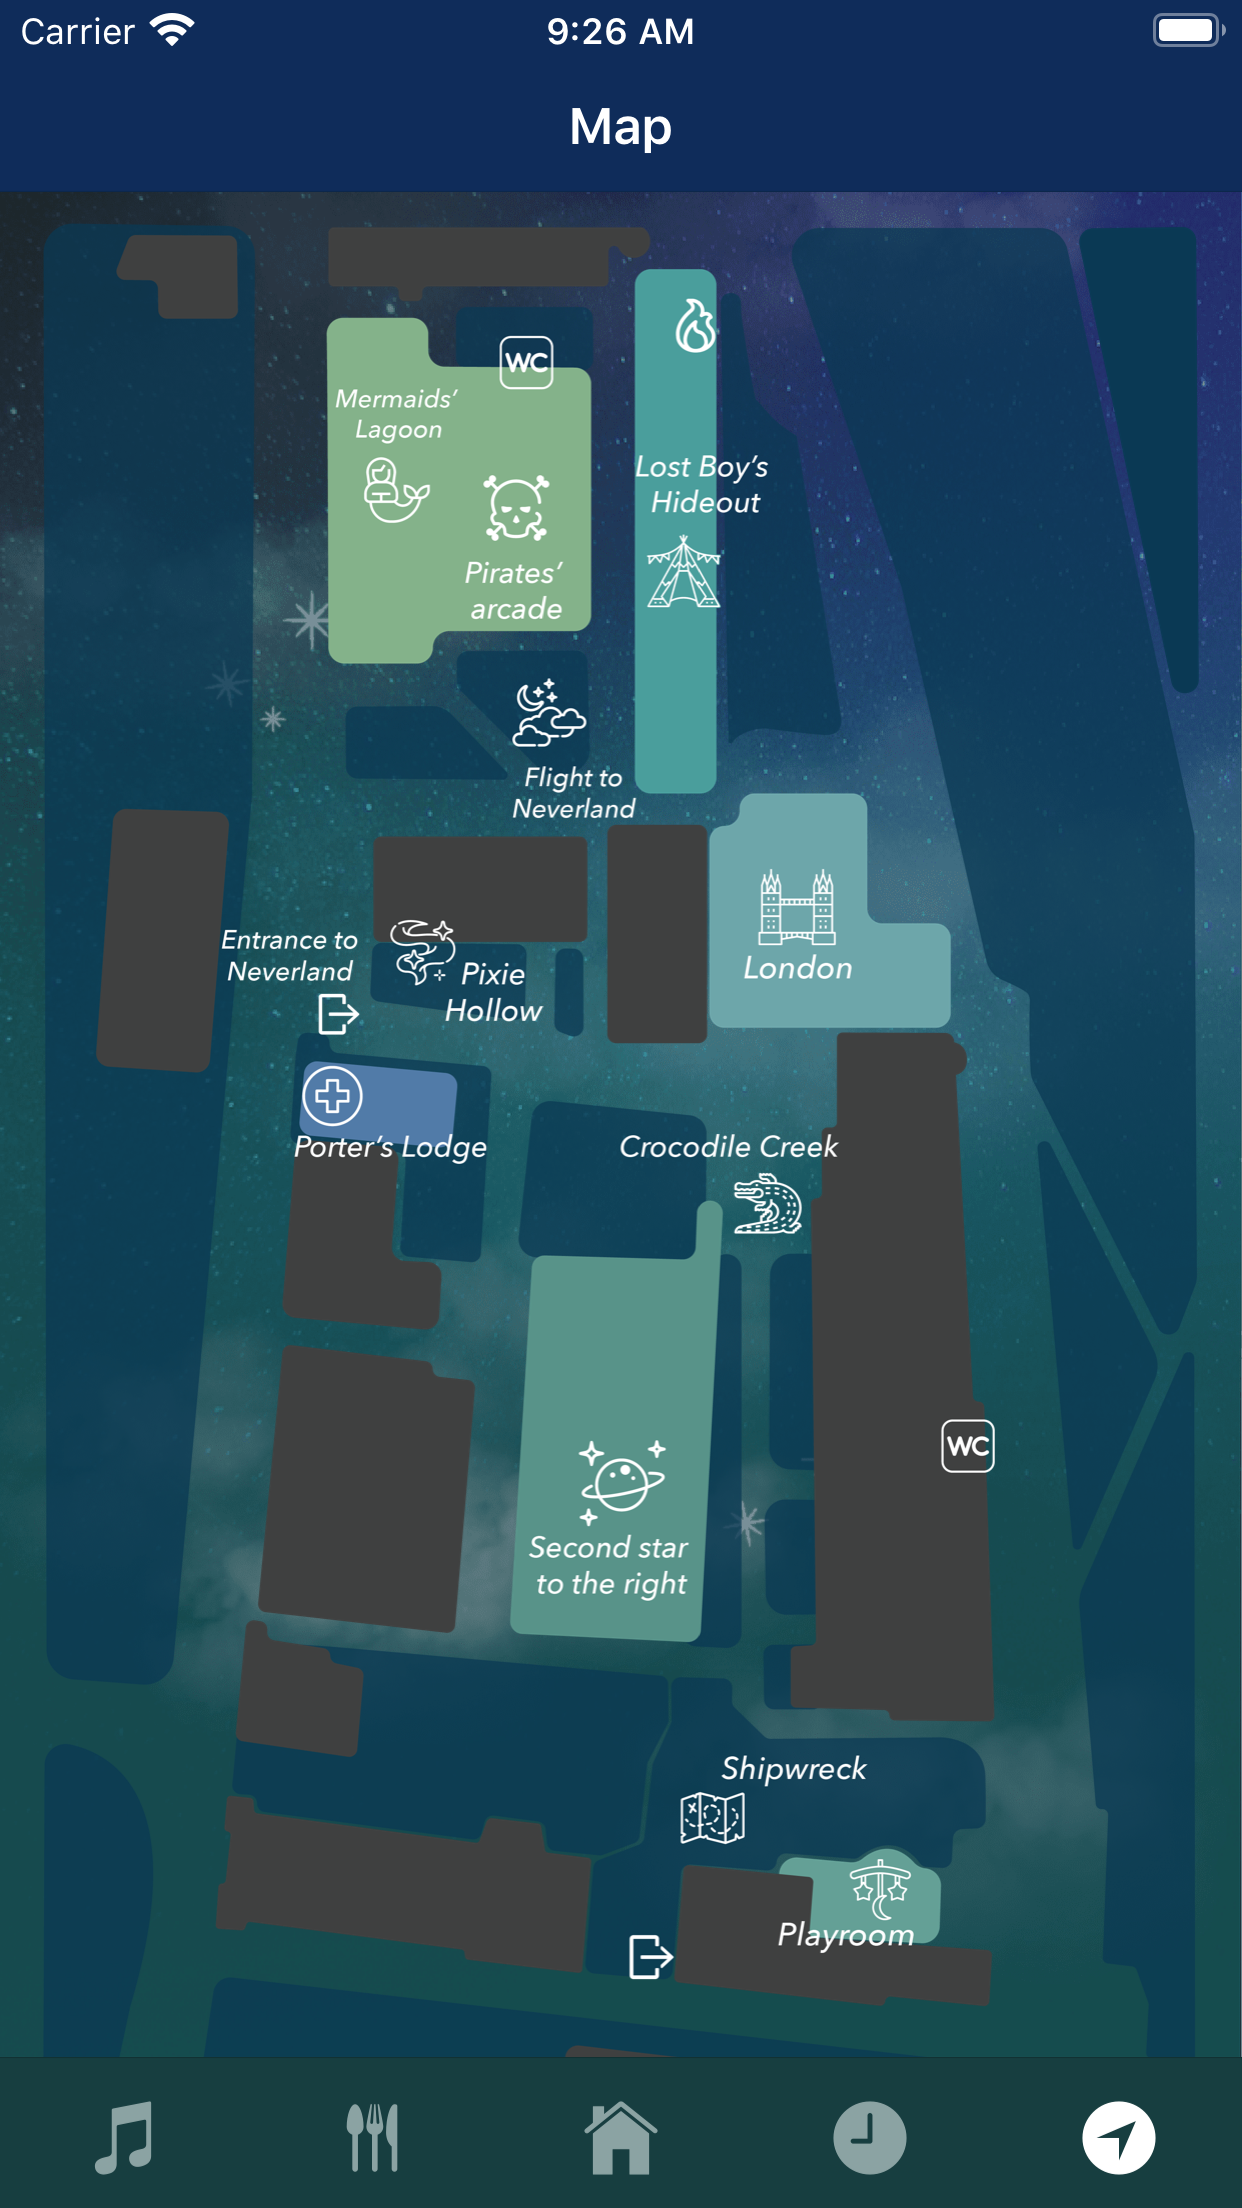 Carrier
9:26 AM
Map
WC
Mermaids’
Lagoon
Lost Boy’s
Hideout
Pirates’
arcade
Flight to
Neverland
Entrance to
Neverland
Pixie
Hollow
London
Porter’s Lodge
Crocodile Creek
WC
Second star
to the right
Shipwreck
Playroom